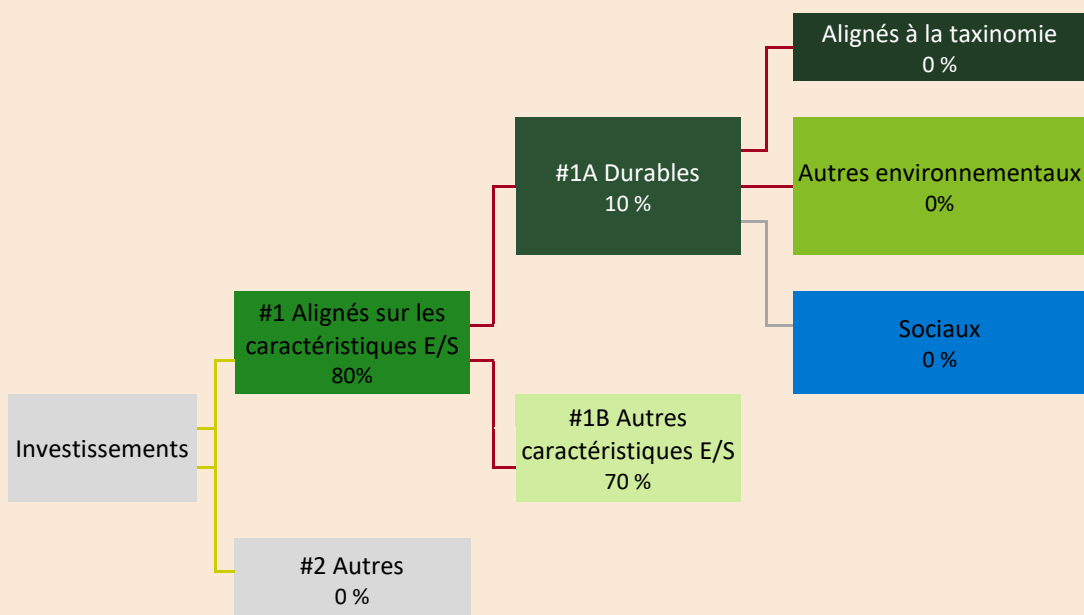 Alignés à la taxinomie
0 %
#1A Durables
10 %
Autres environnementaux
0%
#1 Alignés sur les
caractéristiques E/S
80%
Sociaux
0 %
Investissements
#1B Autres
caractéristiques E/S
70 %
#2 Autres
0 %